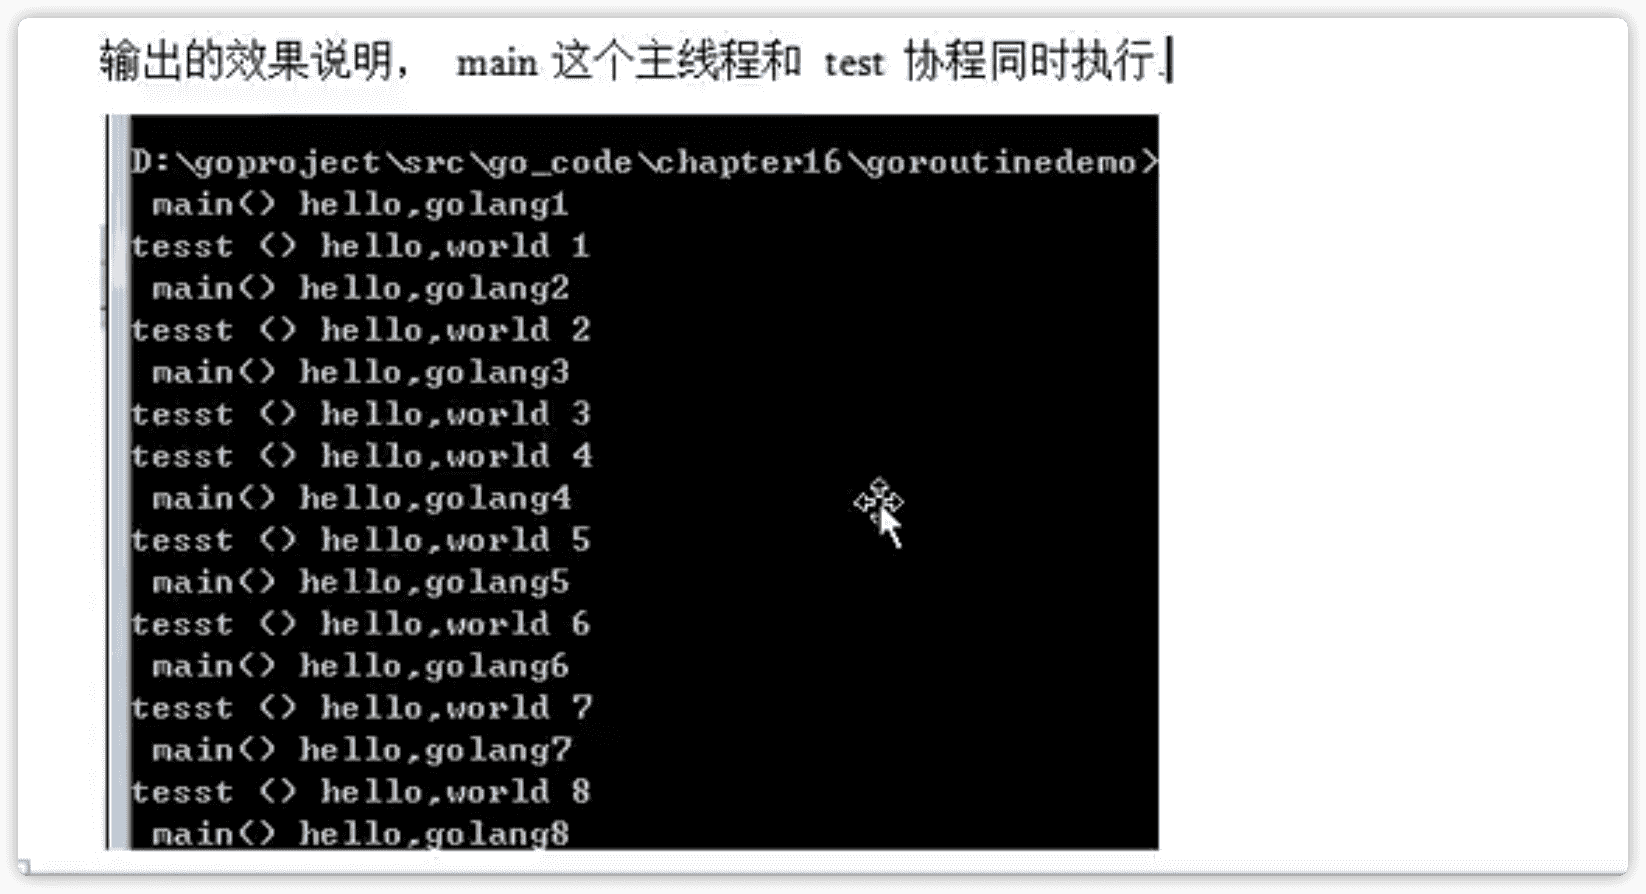 输出的效果说明， main 这个主线程和 test 协程同时执行.
D:\goproject\src\go_code\chapter16\goroutinedemo>
main() hello,golang1
tesst () hello,world 1
main() hello,golang2
tesst () hello,world 2
main() hello,golang3
tesst () hello,world 3
tesst () hello,world 4
main() hello,golang4
tesst () hello,world 5
main() hello,golang5
tesst () hello,world 6
main() hello,golang6
tesst () hello,world 7
main() hello,golang7
tesst () hello,world 8
main() hello,golang8